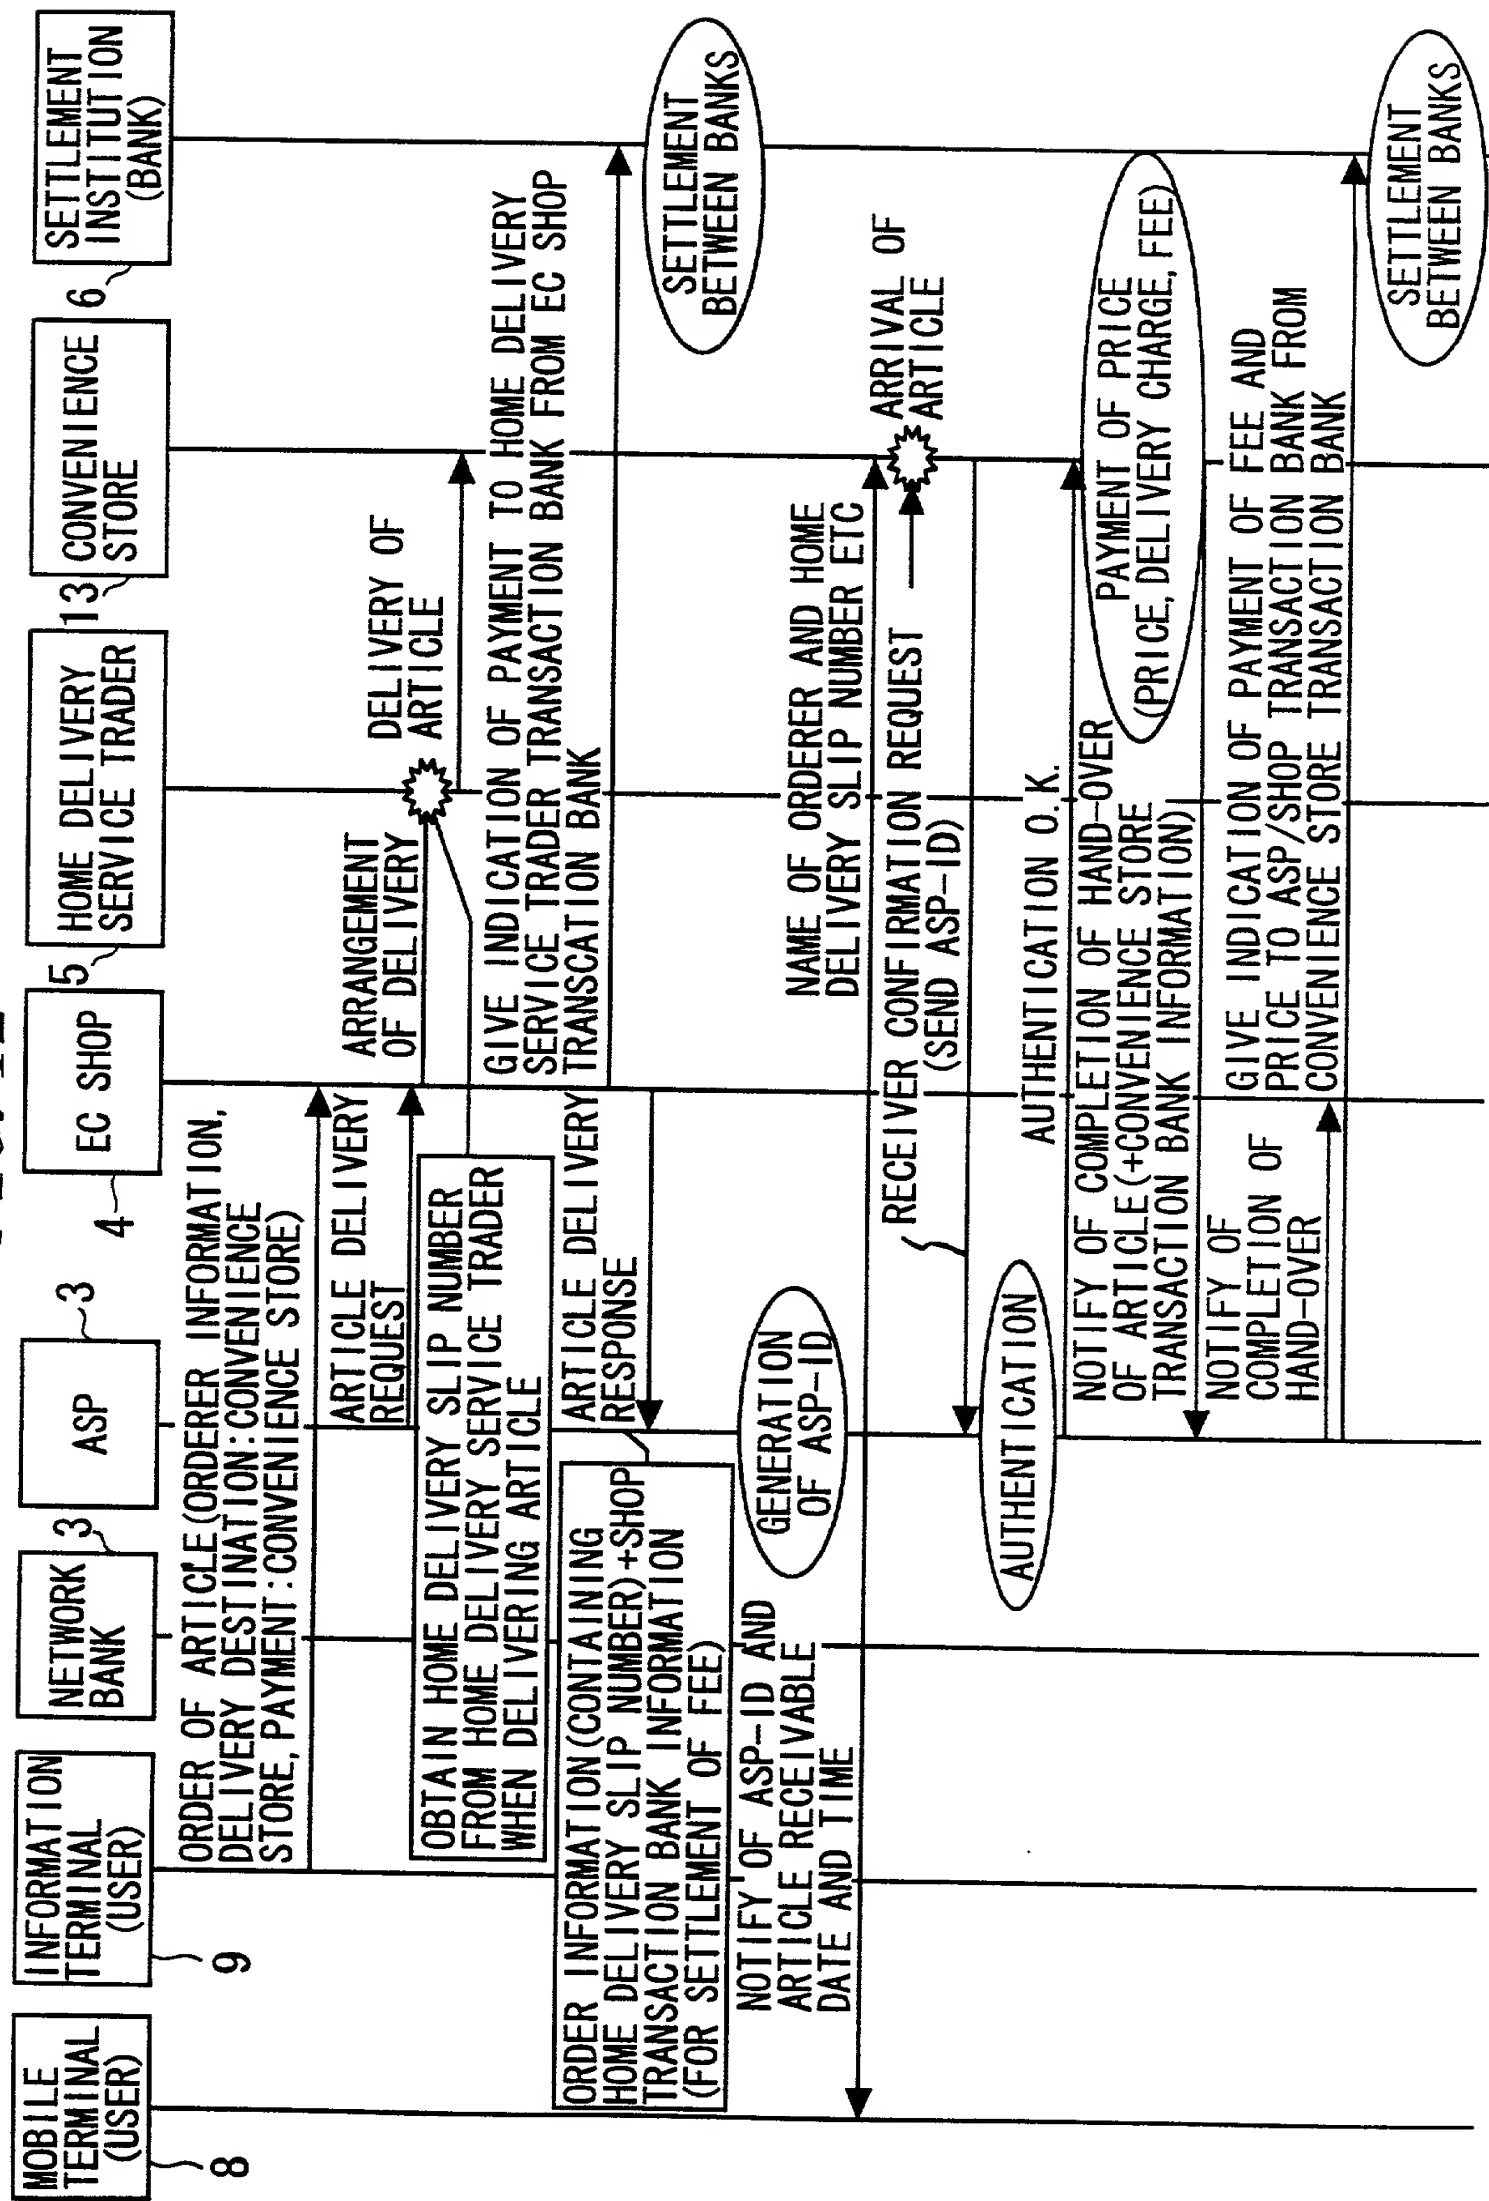 MOBILE
TERMINAL
(USER)
8
INFORMATION
TERMINAL
(USER)
9
NETWORK
BANK
3
ASP
3
EC SHOP
4
HOME DELIVERY
SERVICE TRADER
5
CONVENIENCE
STORE
13
SETTLEMENT
INSTITUTION
(BANK)
6
ORDER OF ARTICLE(ORDERER INFORMATION,
DELIVERY DESTINATION:CONVENIENCE
STORE,PAYMENT:CONVENIENCE STORE)
ARTICLE DELIVERY
REQUEST
ARRANGEMENT
OF DELIVERY
DELIVERY OF
ARTICLE
OBTAIN HOME DELIVERY SLIP NUMBER
FROM HOME DELIVERY SERVICE TRADER
WHEN DELIVERING ARTICLE
GIVE INDICATION OF PAYMENT TO HOME DELIVERY
SERVICE TRADER TRANSACTION BANK FROM EC SHOP
TRANSCATION BANK
SETTLEMENT
BETWEEN BANKS
ARTICLE DELIVERY
RESPONSE
ORDER INFORMATION(CONTAINING
HOME DELIVERY SLIP NUMBER)+SHOP
TRANSACTION BANK INFORMATION
(FOR SETTLEMENT OF FEE)
GENERATION
OF ASP-ID
NOTIFY OF ASP-ID AND
ARTICLE RECEIVABLE
DATE AND TIME
NAME OF ORDERER AND HOME
DELIVERY SLIP NUMBER ETC
ARRIVAL OF
ARTICLE
RECEIVER CONFIRMATION REQUEST
(SEND ASP-ID)
AUTHENTICATION
AUTHENTICATION O.K.
PAYMENT OF PRICE
(PRICE,DELIVERY CHARGE,FEE)
NOTIFY OF COMPLETION OF HAND-OVER
OF ARTICLE(+CONVENIENCE STORE
TRANSACTION BANK INFORMATION)
NOTIFY OF
COMPLETION OF
HAND-OVER
GIVE INDICATION OF PAYMENT OF FEE AND
PRICE TO ASP/SHOP TRANSACTION BANK FROM
CONVENIENCE STORE TRANSACTION BANK
SETTLEMENT
BETWEEN BANKS